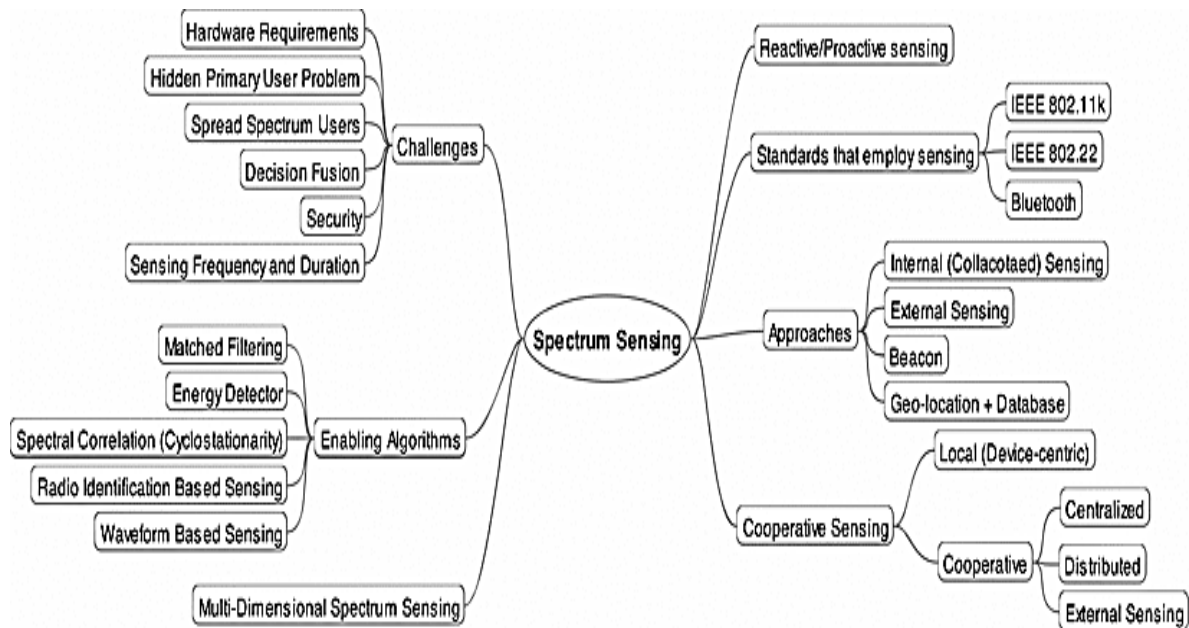 Hardware Requirements
Hidden Primary User Problem
Spread Spectrum Users
Decision Fusion
Security
Sensing Frequency and Duration
Challenges
Matched Filtering
Energy Detector
Spectral Correlation (Cyclostationarity)
Radio Identification Based Sensing
Waveform Based Sensing
Enabling Algorithms
Multi-Dimensional Spectrum Sensing
Spectrum Sensing
Reactive/Proactive sensing
Standards that employ sensing
IEEE 802.11k
IEEE 802.22
Bluetooth
Approaches
Internal (Collacotaed) Sensing
External Sensing
Beacon
Geo-location + Database
Cooperative Sensing
Local (Device-centric)
Cooperative
Centralized
Distributed
External Sensing